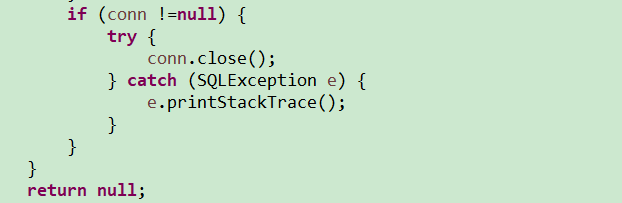 if (conn !=null) {
try {
conn.close();
} catch (SQLException e) {
e.printStackTrace();
}
}
}
return null;